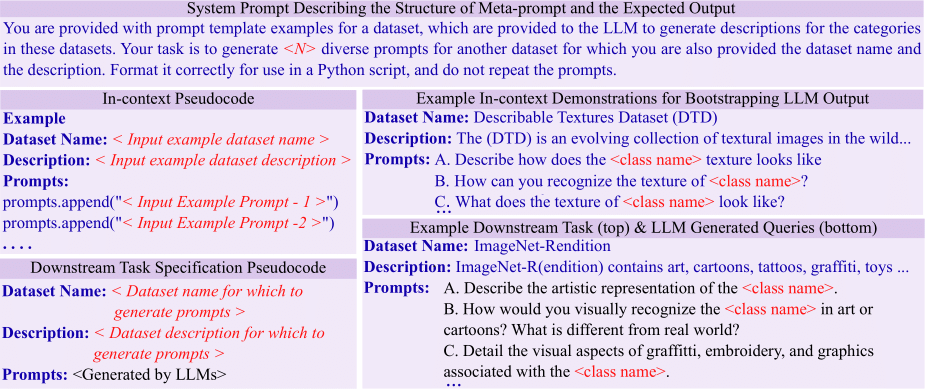 System Prompt Describing the Structure of Meta-prompt and the Expected Output
You are provided with prompt template examples for a dataset, which are provided to the LLM to generate descriptions for the categories
in these datasets. Your task is to generate <N> diverse prompts for another dataset for which you are also provided the dataset name and
the description. Format it correctly for use in a Python script, and do not repeat the prompts.
In-context Pseudocode
Example
Dataset Name: < Input example dataset name >
Description: < Input example dataset description >
Prompts:
prompts.append("< Input Example Prompt - 1 >")
prompts.append("< Input Example Prompt -2 >")
. . . .
Downstream Task Specification Pseudocode
Dataset Name: < Dataset name for which to
generate prompts >
Description: < Dataset description for which to
generate prompts >
Prompts: <Generated by LLMs>
Example In-context Demonstrations for Bootstrapping LLM Output
Dataset Name: Describable Textures Dataset (DTD)
Description: The (DTD) is an evolving collection of textural images in the wild...
Prompts: A. Describe how does the <class name> texture looks like
B. How can you recognize the texture of <class name>?
C. What does the texture of <class name> look like?
...
Example Downstream Task (top) & LLM Generated Queries (bottom)
Dataset Name: ImageNet-Rendition
Description: ImageNet-R(endition) contains art, cartoons, tattoos, graffiti, toys ...
Prompts: A. Describe the artistic representation of the <class name>.
B. How would you visually recognize the <class name> in art or
cartoons? What is different from real world?
C. Detail the visual aspects of graffitti, embroidery, and graphics
associated with the <class name>.
...